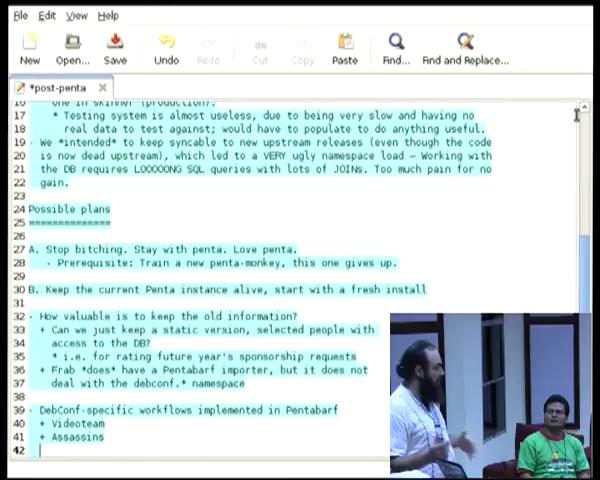 File Edit View Help
New Open... Save Undo Redo Cut Copy Paste Find... Find and Replace...
*post-penta
16 one in skinner (production).
17 * Testing system is almost useless, due to being very slow and having no
18 real data to test against; would have to populate to do anything useful.
19 - We *intended* to keep syncable to new upstream releases (even though the code
20 is now dead upstream), which led to a VERY ugly namespace load — Working with
21 the DB requires LOOOOONG SQL queries with lots of JOINs. Too much pain for no
22 gain.
23
24 Possible plans
25 ==============
26
27 A. Stop bitching. Stay with penta. Love penta.
28 - Prerequisite: Train a new penta-monkey, this one gives up.
29
30 B. Keep the current Penta instance alive, start with a fresh install
31
32 - How valuable is to keep the old information?
33 + Can we just keep a static version, selected people with
34 access to the DB?
35 * i.e. for rating future year's sponsorship requests
36 + Frab *does* have a Pentabarf importer, but it does not
37 deal with the debconf.* namespace
38
39 - DebConf-specific workflows implemented in Pentabarf
40 + Videoteam
41 + Assassins
42